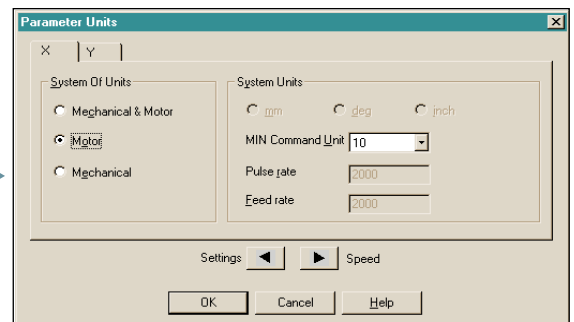 Parameter Units
X Y
System Of Units
Mechanical & Motor
Motor
Mechanical
System Units
mm deg inch
MIN Command Unit 10
Pulse rate 2000
Feed rate 2000
Settings Speed
OK Cancel Help